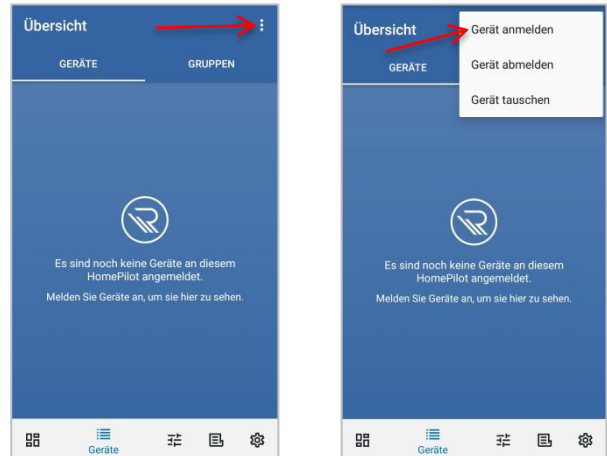 Übersicht
GERÄTE GRUPPEN
Es sind noch keine Geräte an diesem
HomePilot angemeldet.
Melden Sie Geräte an, um sie hier zu sehen.
Geräte
Übersicht
GERÄTE
Gerät anmelden
Gerät abmelden
Gerät tauschen
Es sind noch keine Geräte an diesem
HomePilot angemeldet.
Melden Sie Geräte an, um sie hier zu sehen.
Geräte